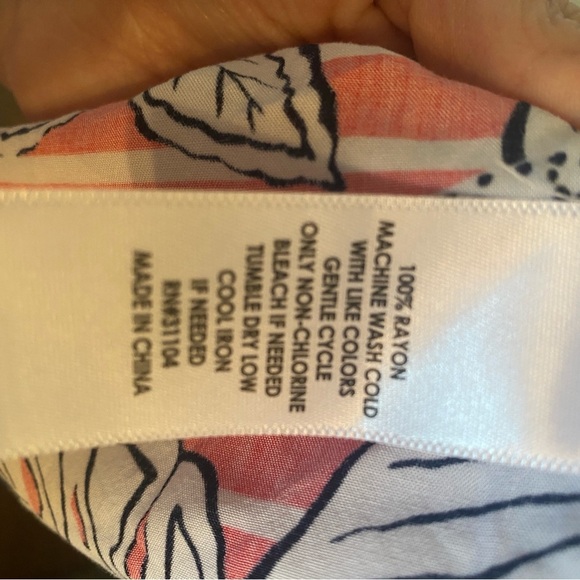 100% RAYON
MACHINE WASH COLD
WITH LIKE COLORS
GENTLE CYCLE
ONLY NON-CHLORINE
BLEACH IF NEEDED
TUMBLE DRY LOW
COOL IRON
IF NEEDED
RN#31104
MADE IN CHINA